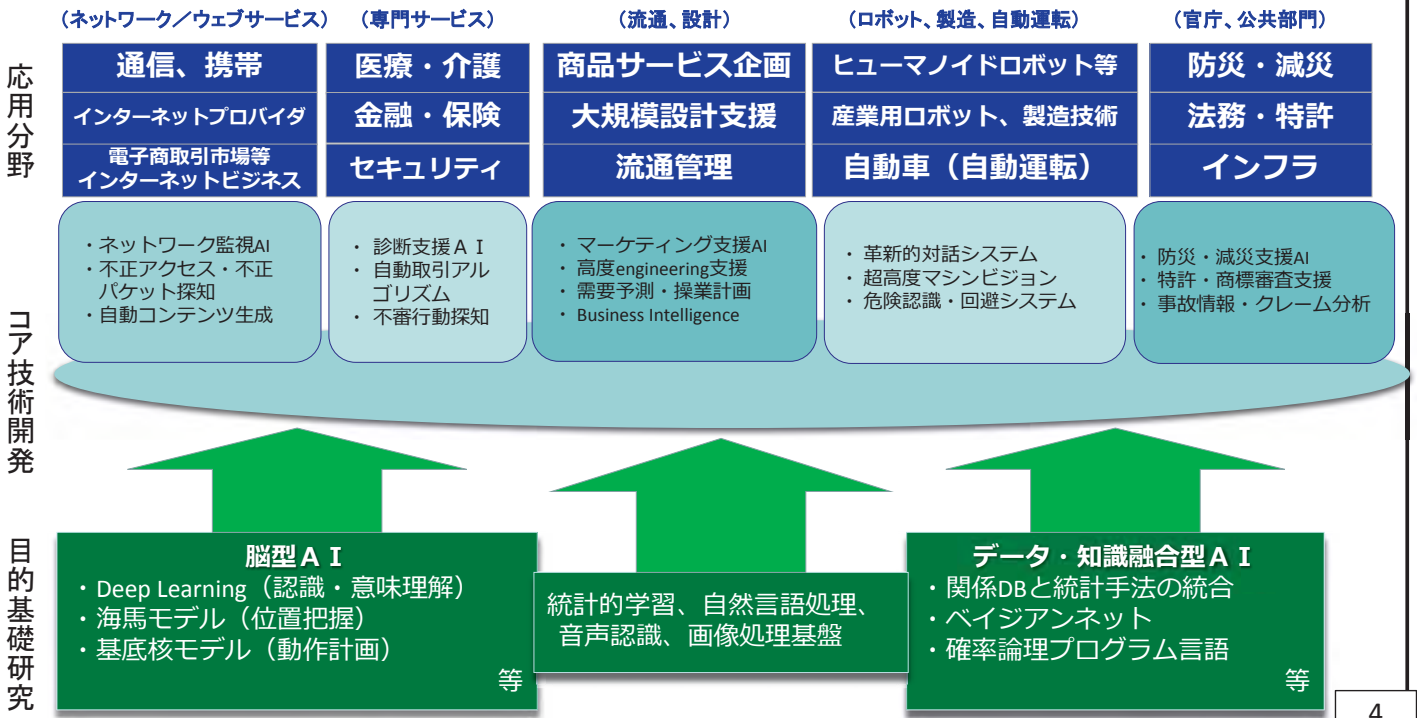 （ネットワーク／ウェブサービス）
（専門サービス）
（流通、設計）
（ロボット、製造、自動運転）
（官庁、公共部門）
応用分野
通信、携帯
インターネットプロバイダ
電子商取引市場等
インターネットビジネス
医療・介護
金融・保険
セキュリティ
商品サービス企画
大規模設計支援
流通管理
ヒューマノイドロボット等
産業用ロボット、製造技術
自動車（自動運転）
防災・減災
法務・特許
インフラ
コア技術開発
・ネットワーク監視AI
・不正アクセス・不正
パケット探知
・自動コンテンツ生成
・ 診断支援ＡＩ
・ 自動取引アル
ゴリズム
・ 不審行動探知
・ マーケティング支援AI
・ 高度engineering支援
・ 需要予測・操業計画
・ Business Intelligence
・ 革新的対話システム
・ 超高度マシンビジョン
・ 危険認識・回避システム
・ 防災・減災支援AI
・ 特許・商標審査支援
・ 事故情報・クレーム分析
目的基礎研究
脳型ＡＩ
・Deep Learning（認識・意味理解）
・海馬モデル（位置把握）
・基底核モデル（動作計画）
等
統計的学習、自然言語処理、
音声認識、画像処理基盤
データ・知識融合型ＡＩ
・関係DBと統計手法の統合
・ベイジアンネット
・確率論理プログラム言語
等
4